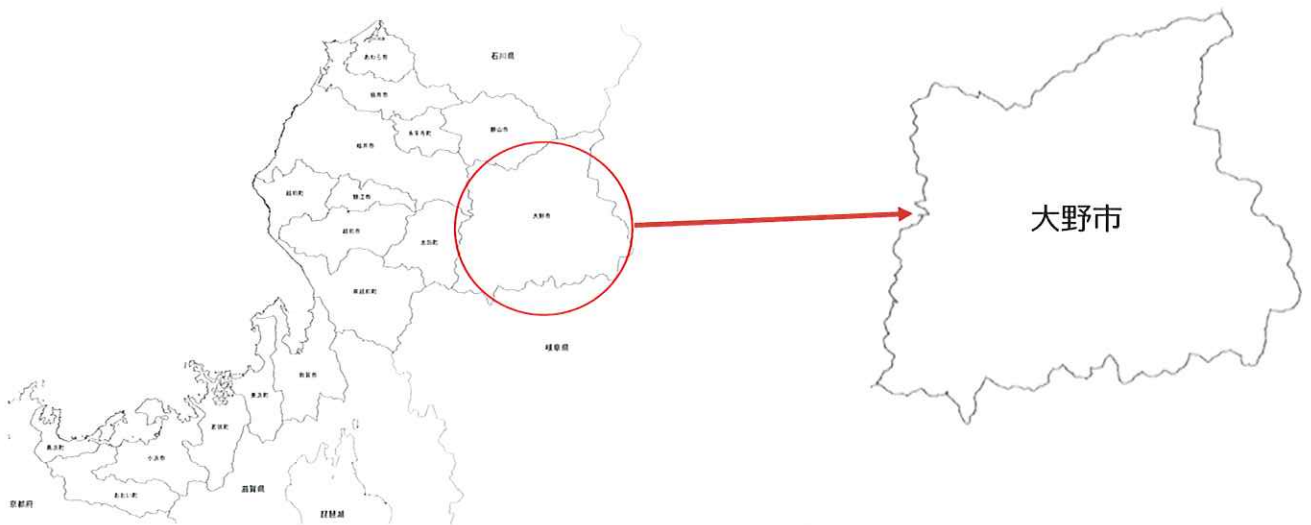 石川県
あわら市
坂井市
永平寺町
勝山市
福井市
越前町
鯖江市
大野市
越前市
池田町
南越前町
岐阜県
敦賀市
美浜町
若狭町
高浜町
小浜市
おおい町
滋賀県
京都府
琵琶湖
大野市